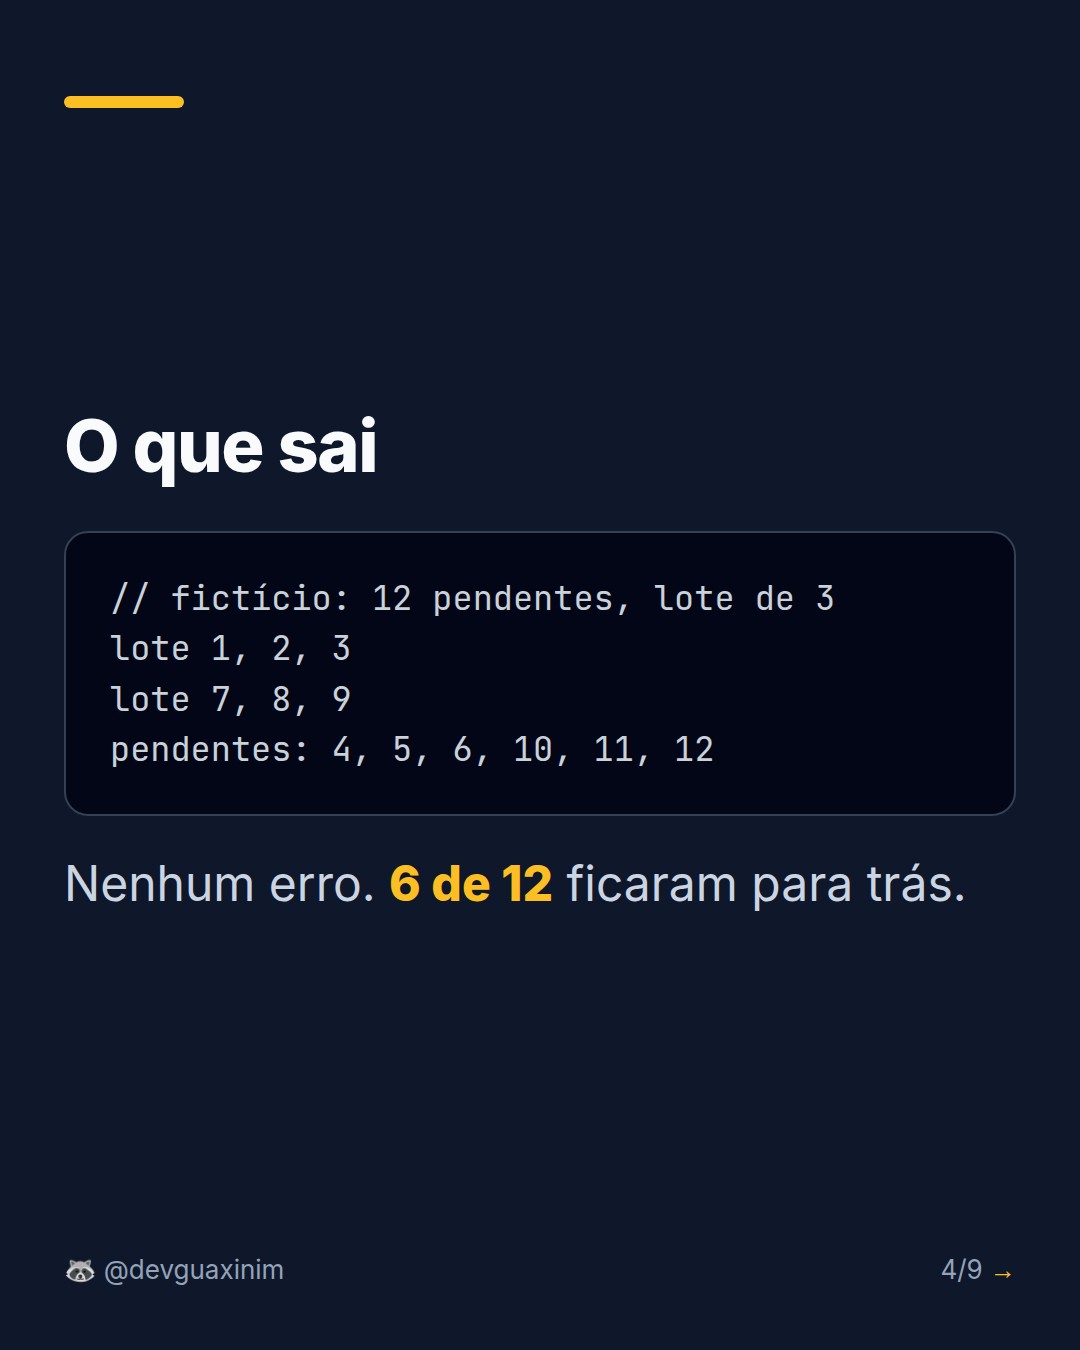 O que sai
// fictício: 12 pendentes, lote de 3
lote 1, 2, 3
lote 7, 8, 9
pendentes: 4, 5, 6, 10, 11, 12
Nenhum erro. 6 de 12 ficaram para trás.
🦝 @devguaxinim
4/9 →